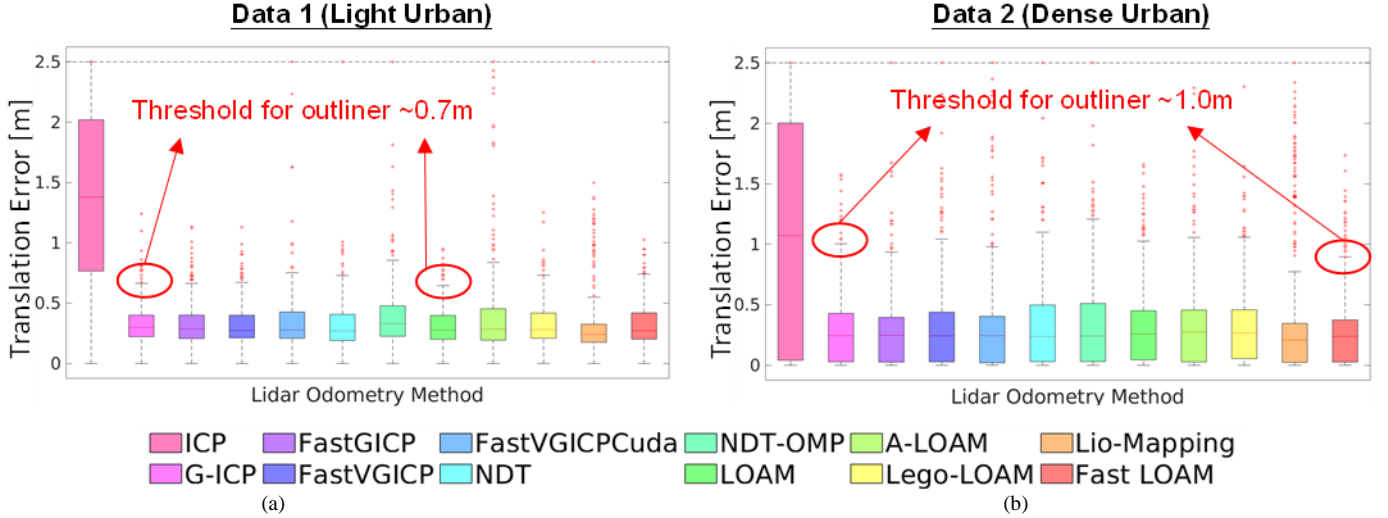 Data 1 (Light Urban)
Data 2 (Dense Urban)
Translation Error [m]
2.5
2
1.5
1
0.5
0
Threshold for outliner ~0.7m
Lidar Odometry Method
Translation Error [m]
2.5
2
1.5
1
0.5
0
Threshold for outliner ~1.0m
Lidar Odometry Method
ICP FastGICP FastVGICPCuda NDT-OMP A-LOAM Lio-Mapping
G-ICP FastVGICP NDT LOAM Lego-LOAM Fast LOAM
(a) (b)